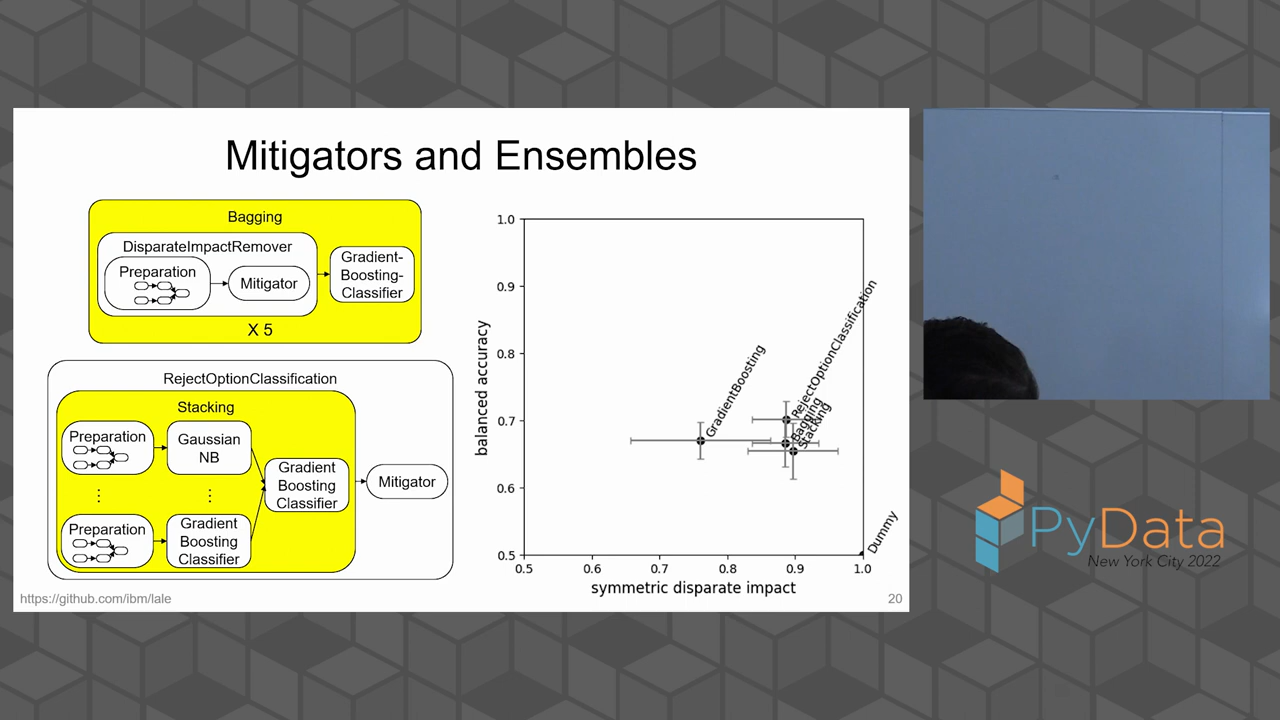 Mitigators and Ensembles
Bagging
DisparateImpactRemover
Preparation
Mitigator
Gradient-
Boosting-
Classifier
X 5
RejectOptionClassification
Stacking
Preparation
Gaussian
NB
Gradient
Boosting
Classifier
Mitigator
Preparation
Gradient
Boosting
Classifier
balanced accuracy
1.0
0.9
0.8
0.7
0.6
0.5
GradientBoosting
RejectOptionClassification
Bagging
Stacking
Dummy
0.5
0.6
0.7
0.8
0.9
1.0
symmetric disparate impact
https://github.com/ibm/lale
20
PyData
New York City 2022